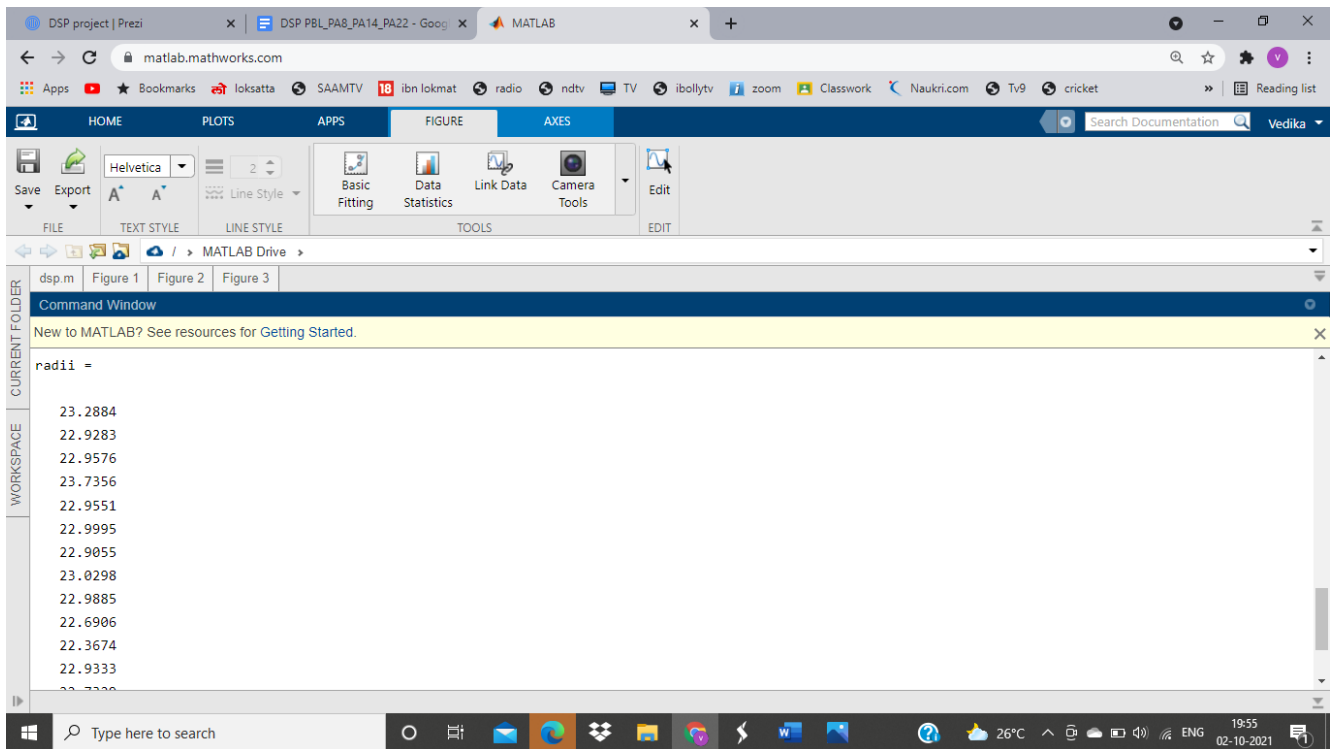 DSP project | Prezi
DSP PBL_PA8_PA14_PA22 - Goog
MATLAB
matlab.mathworks.com
V
Apps
Bookmarks
loksatta
SAAMTV
18 ibn lokmat
radio
ndtv
TV
ibollytv
zoom
Classwork
Naukri.com
Tv9
cricket
»
Reading list
HOME
PLOTS
APPS
FIGURE
AXES
Search Documentation
Vedika
Save
Export
Helvetica
A
A
2
Line Style
Basic Fitting
Data Statistics
Link Data
Camera Tools
Edit
FILE
TEXT STYLE
LINE STYLE
TOOLS
EDIT
/ › MATLAB Drive ›
CURRENT FOLDER
WORKSPACE
dsp.m
Figure 1
Figure 2
Figure 3
Command Window
New to MATLAB? See resources for Getting Started.
radii =
23.2884
22.9283
22.9576
23.7356
22.9551
22.9995
22.9055
23.0298
22.9885
22.6906
22.3674
22.9333
Type here to search
26°C
ENG
19:55
02-10-2021
1